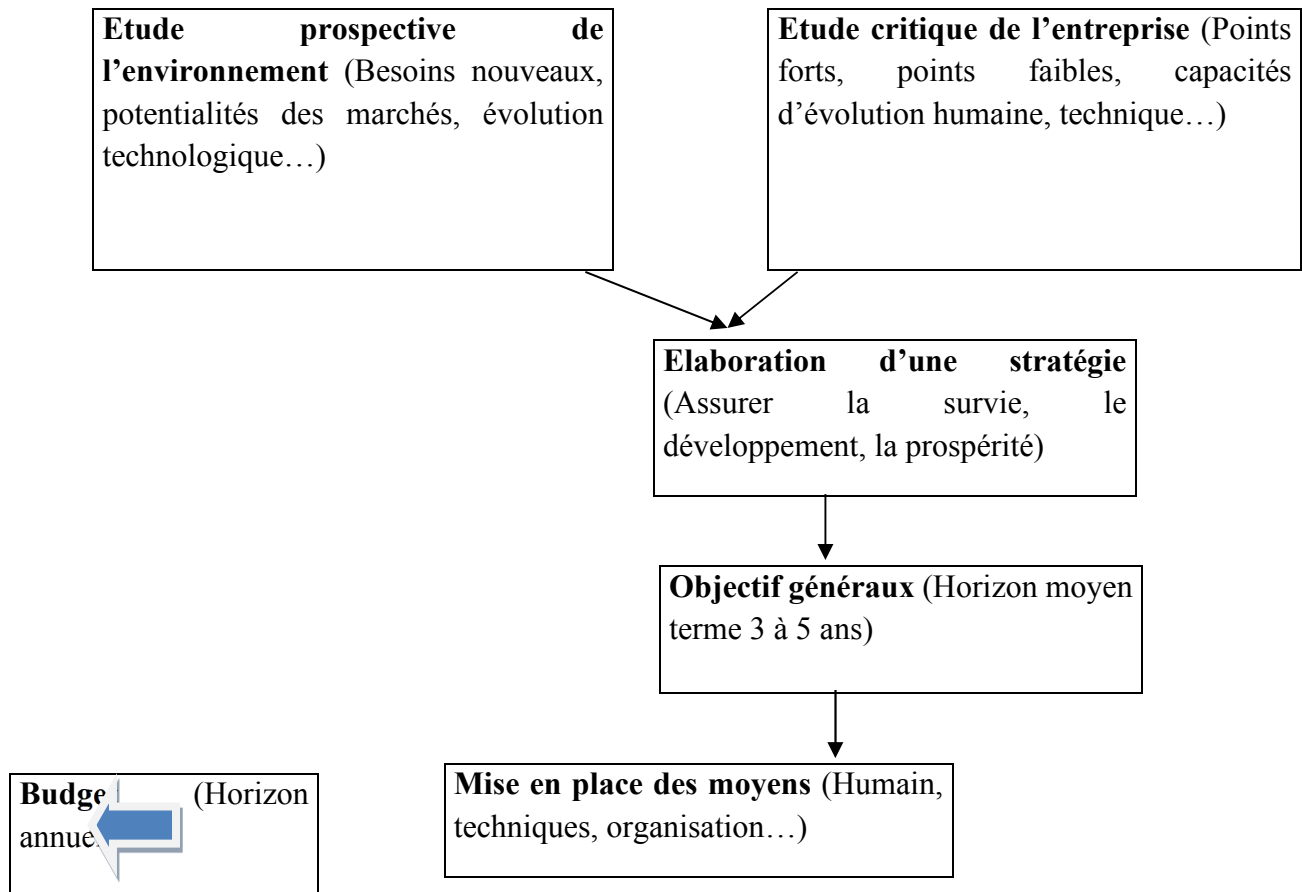 Etude prospective de
l’environnement (Besoins nouveaux,
potentialités des marchés, évolution
technologique…)
Etude critique de l’entreprise (Points
forts, points faibles, capacités
d’évolution humaine, technique…)
Elaboration d’une stratégie
(Assurer la survie, le
développement, la prospérité)
Objectif généraux (Horizon moyen
terme 3 à 5 ans)
Mise en place des moyens (Humain,
techniques, organisation…)
(Horizon